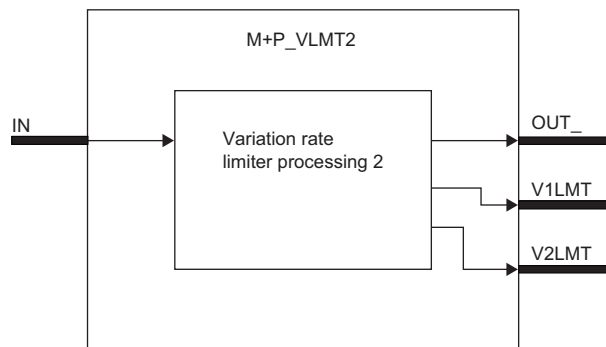 M+P_VLMT2
IN
Variation rate
limiter processing 2
OUT_
V1LMT
V2LMT